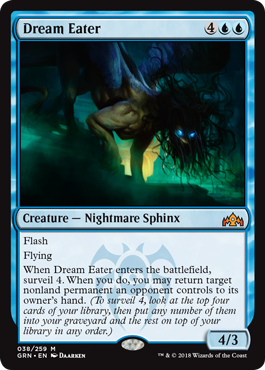 Dream Eater 4
Creature — Nightmare Sphinx
Flash
Flying
When Dream Eater enters the battlefield,
surveil 4. When you do, you may return target
nonland permanent an opponent controls to its
owner's hand. (To surveil 4, look at the top four
cards of your library, then put any number of them
into your graveyard and the rest on top of your
library in any order.)
4/3
038/259 M
GRN • EN Daarken
™ & © 2018 Wizards of the Coast